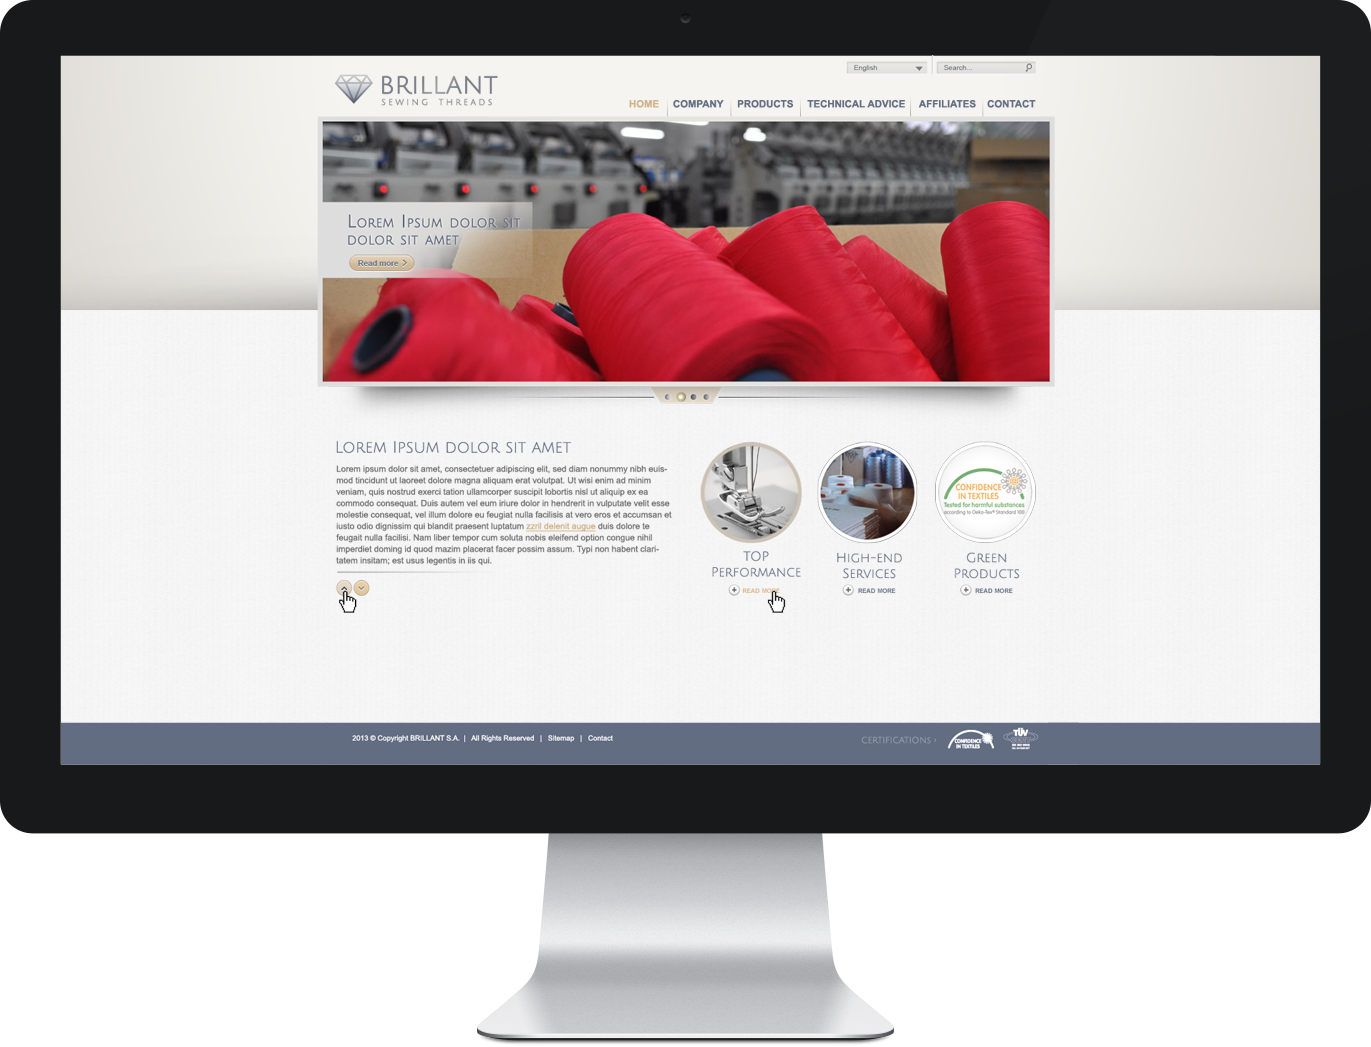 English
Search...
BRILLANT
SEWING THREADS
HOME
COMPANY
PRODUCTS
TECHNICAL ADVICE
AFFILIATES
CONTACT
Lorem Ipsum dolor sit
dolor sit amet
Read more
Lorem Ipsum dolor sit amet
Lorem ipsum dolor sit amet, consectetuer adipiscing elit, sed diam nonummy nibh euis-
mod tincidunt ut laoreet dolore magna aliquam erat volutpat. Ut wisi enim ad minim
veniam, quis nostrud exerci tation ullamcorper suscipit lobortis nisl ut aliquip ex ea
commodo consequat. Duis autem vel eum iriure dolor in hendrerit in vulputate velit esse
molestie consequat, vel illum dolore eu feugiat nulla facilisis at vero eros et accumsan et
iusto odio dignissim qui blandit praesent luptatum zzril delenit augue duis dolore te
feugait nulla facilisi. Nam liber tempor cum soluta nobis eleifend option congue nihil
imperdiet doming id quod mazim placerat facer possim assum. Typi non habent clari-
tatem insitam; est usus legentis in iis qui.
TOP
Performance
READ MORE
High-end
Services
READ MORE
CONFIDENCE
IN TEXTILES
Tested for harmful substances
according to Oeko-Tex® Standard 100
Green
Products
READ MORE
2013 © Copyright BRILLANT S.A. | All Rights Reserved | Sitemap | Contact
CERTIFICATIONS ›
CONFIDENCE
IN TEXTILES
TÜV